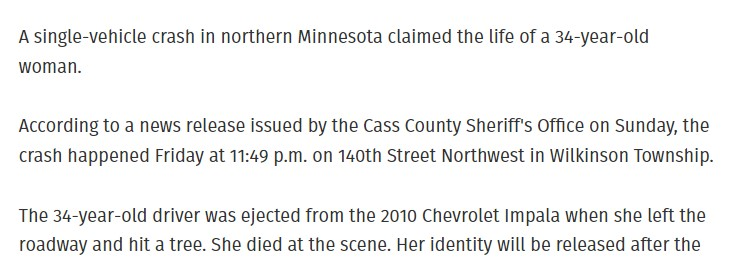 A single-vehicle crash in northern Minnesota claimed the life of a 34-year-old
woman.
According to a news release issued by the Cass County Sheriff's Office on Sunday, the
crash happened Friday at 11:49 p.m. on 140th Street Northwest in Wilkinson Township.
The 34-year-old driver was ejected from the 2010 Chevrolet Impala when she left the
roadway and hit a tree. She died at the scene. Her identity will be released after the